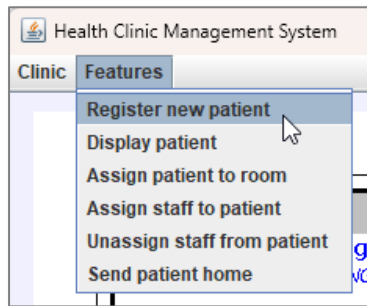 Health Clinic Management System
Clinic Features
Register new patient
Display patient
Assign patient to room
Assign staff to patient
Unassign staff from patient
Send patient home